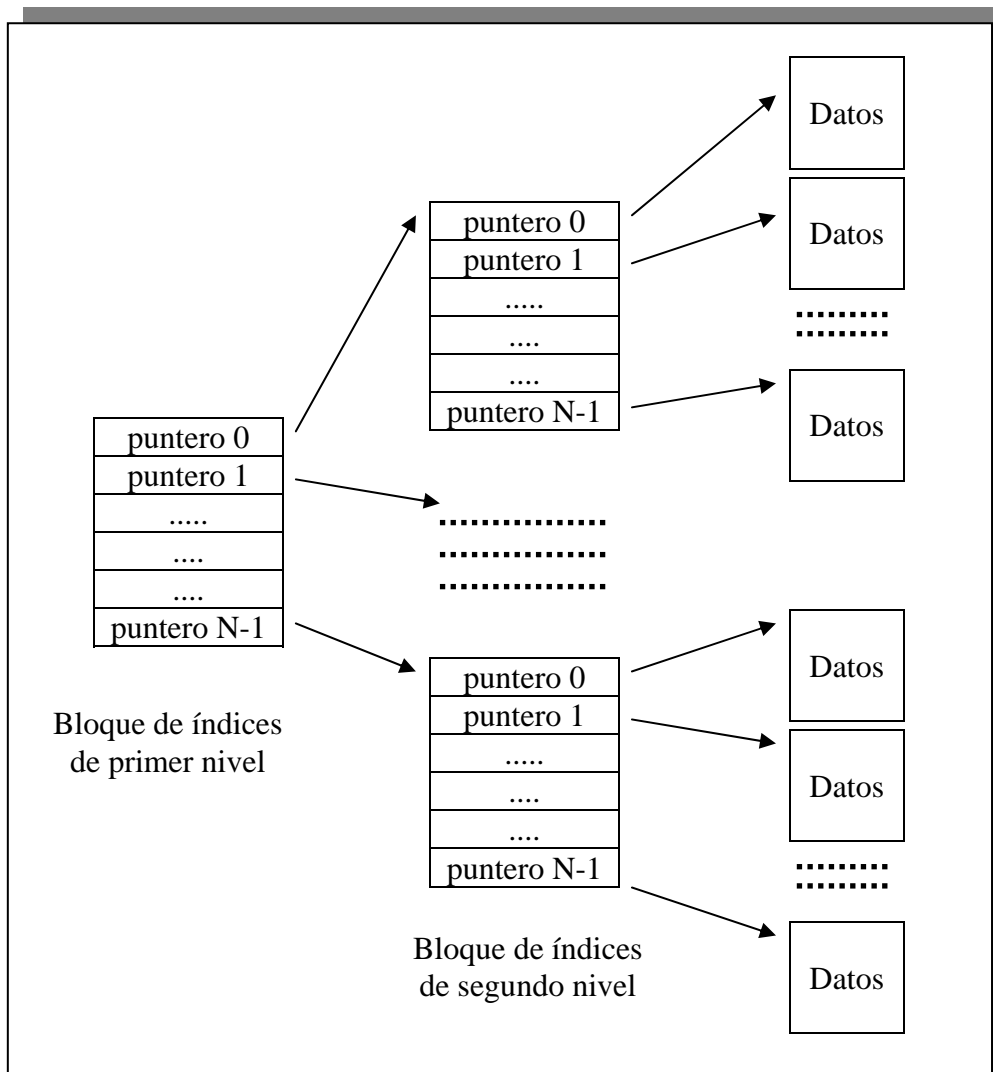 Datos
puntero 0
puntero 1
.....
....
....
puntero N-1
Datos
Datos
puntero 0
puntero 1
.....
....
....
puntero N-1
Bloque de índices
de primer nivel
puntero 0
puntero 1
.....
....
....
puntero N-1
Bloque de índices
de segundo nivel
Datos
Datos
Datos